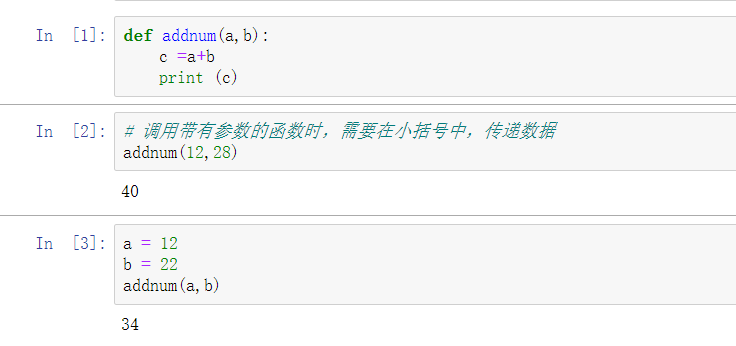 In [1]: def addnum(a,b):
    c =a+b
    print (c)
In [2]: # 调用带有参数的函数时，需要在小括号中，传递数据
addnum(12,28)
40
In [3]: a = 12
b = 22
addnum(a,b)
34